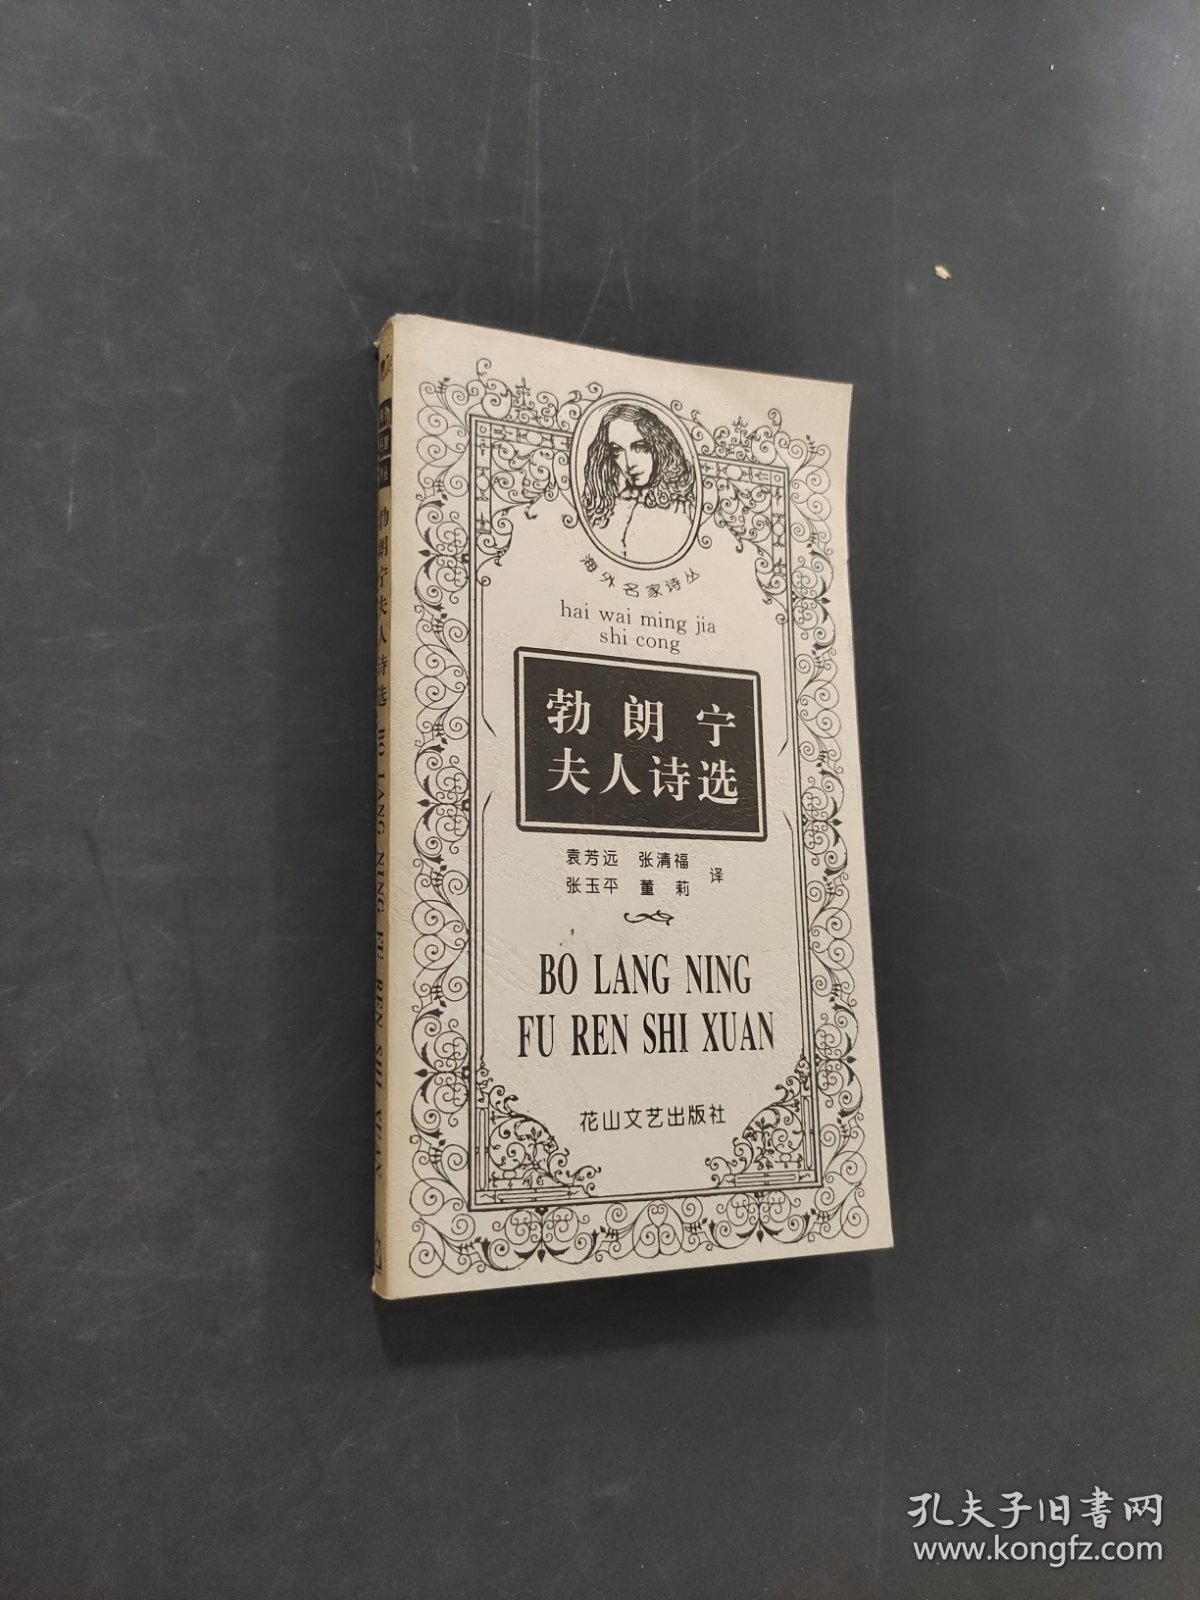 海外名家诗丛
hai wai ming jia
shi cong
勃朗宁
夫人诗选
袁芳远 张清福
张玉平 董莉 译
BO LANG NING
FU REN SHI XUAN
花山文艺出版社
勃朗宁夫人诗选 BO LANG NING FU REN SHI XUAN
孔夫子旧书网
www.kongfz.com